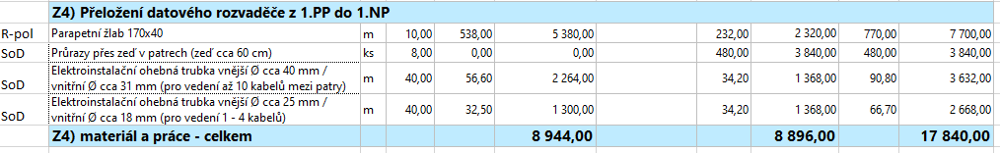 Z4) Přeložení datového rozvaděče z 1.PP do 1.NP
R-pol Parapetní žlab 170x40 m 10,00 538,00 5 380,00 232,00 2 320,00 770,00 7 700,00
SoD Průrazy přes zeď v patrech (zeď cca 60 cm) ks 8,00 0,00 0,00 480,00 3 840,00 480,00 3 840,00
Elektroinstalační ohebná trubka vnější Ø cca 40 mm /
SoD vnitřní Ø cca 31 mm (pro vedení až 10 kabelů mezi patry) m 40,00 56,60 2 264,00 34,20 1 368,00 90,80 3 632,00
Elektroinstalační ohebná trubka vnější Ø cca 25 mm /
SoD vnitřní Ø cca 18 mm (pro vedení 1 - 4 kabelů) m 40,00 32,50 1 300,00 34,20 1 368,00 66,70 2 668,00
Z4) materiál a práce - celkem 8 944,00 8 896,00 17 840,00